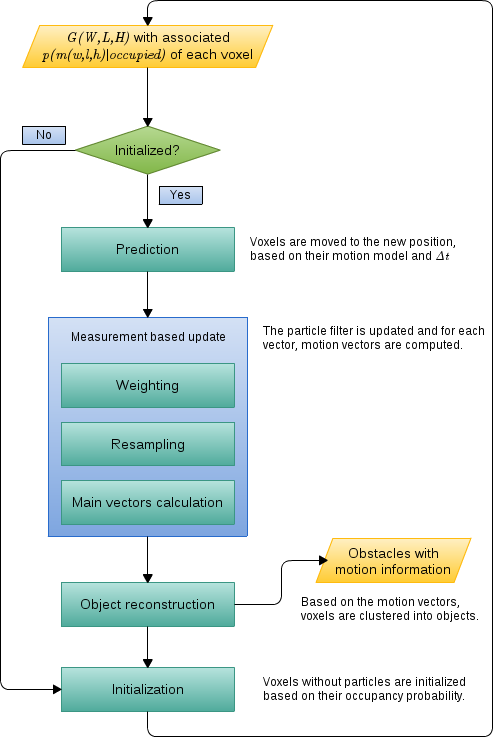 G(W,L,H) with associated
p(m(w,l,h)|occupied) of each voxel
No
Initialized?
Yes
Prediction
Voxels are moved to the new position,
based on their motion model and Δt
Measurement based update
The particle filter is updated and for each
vector, motion vectors are computed.
Weighting
Resampling
Main vectors calculation
Obstacles with
motion information
Object reconstruction
Based on the motion vectors,
voxels are clustered into objects.
Initialization
Voxels without particles are initialized
based on their occupancy probability.